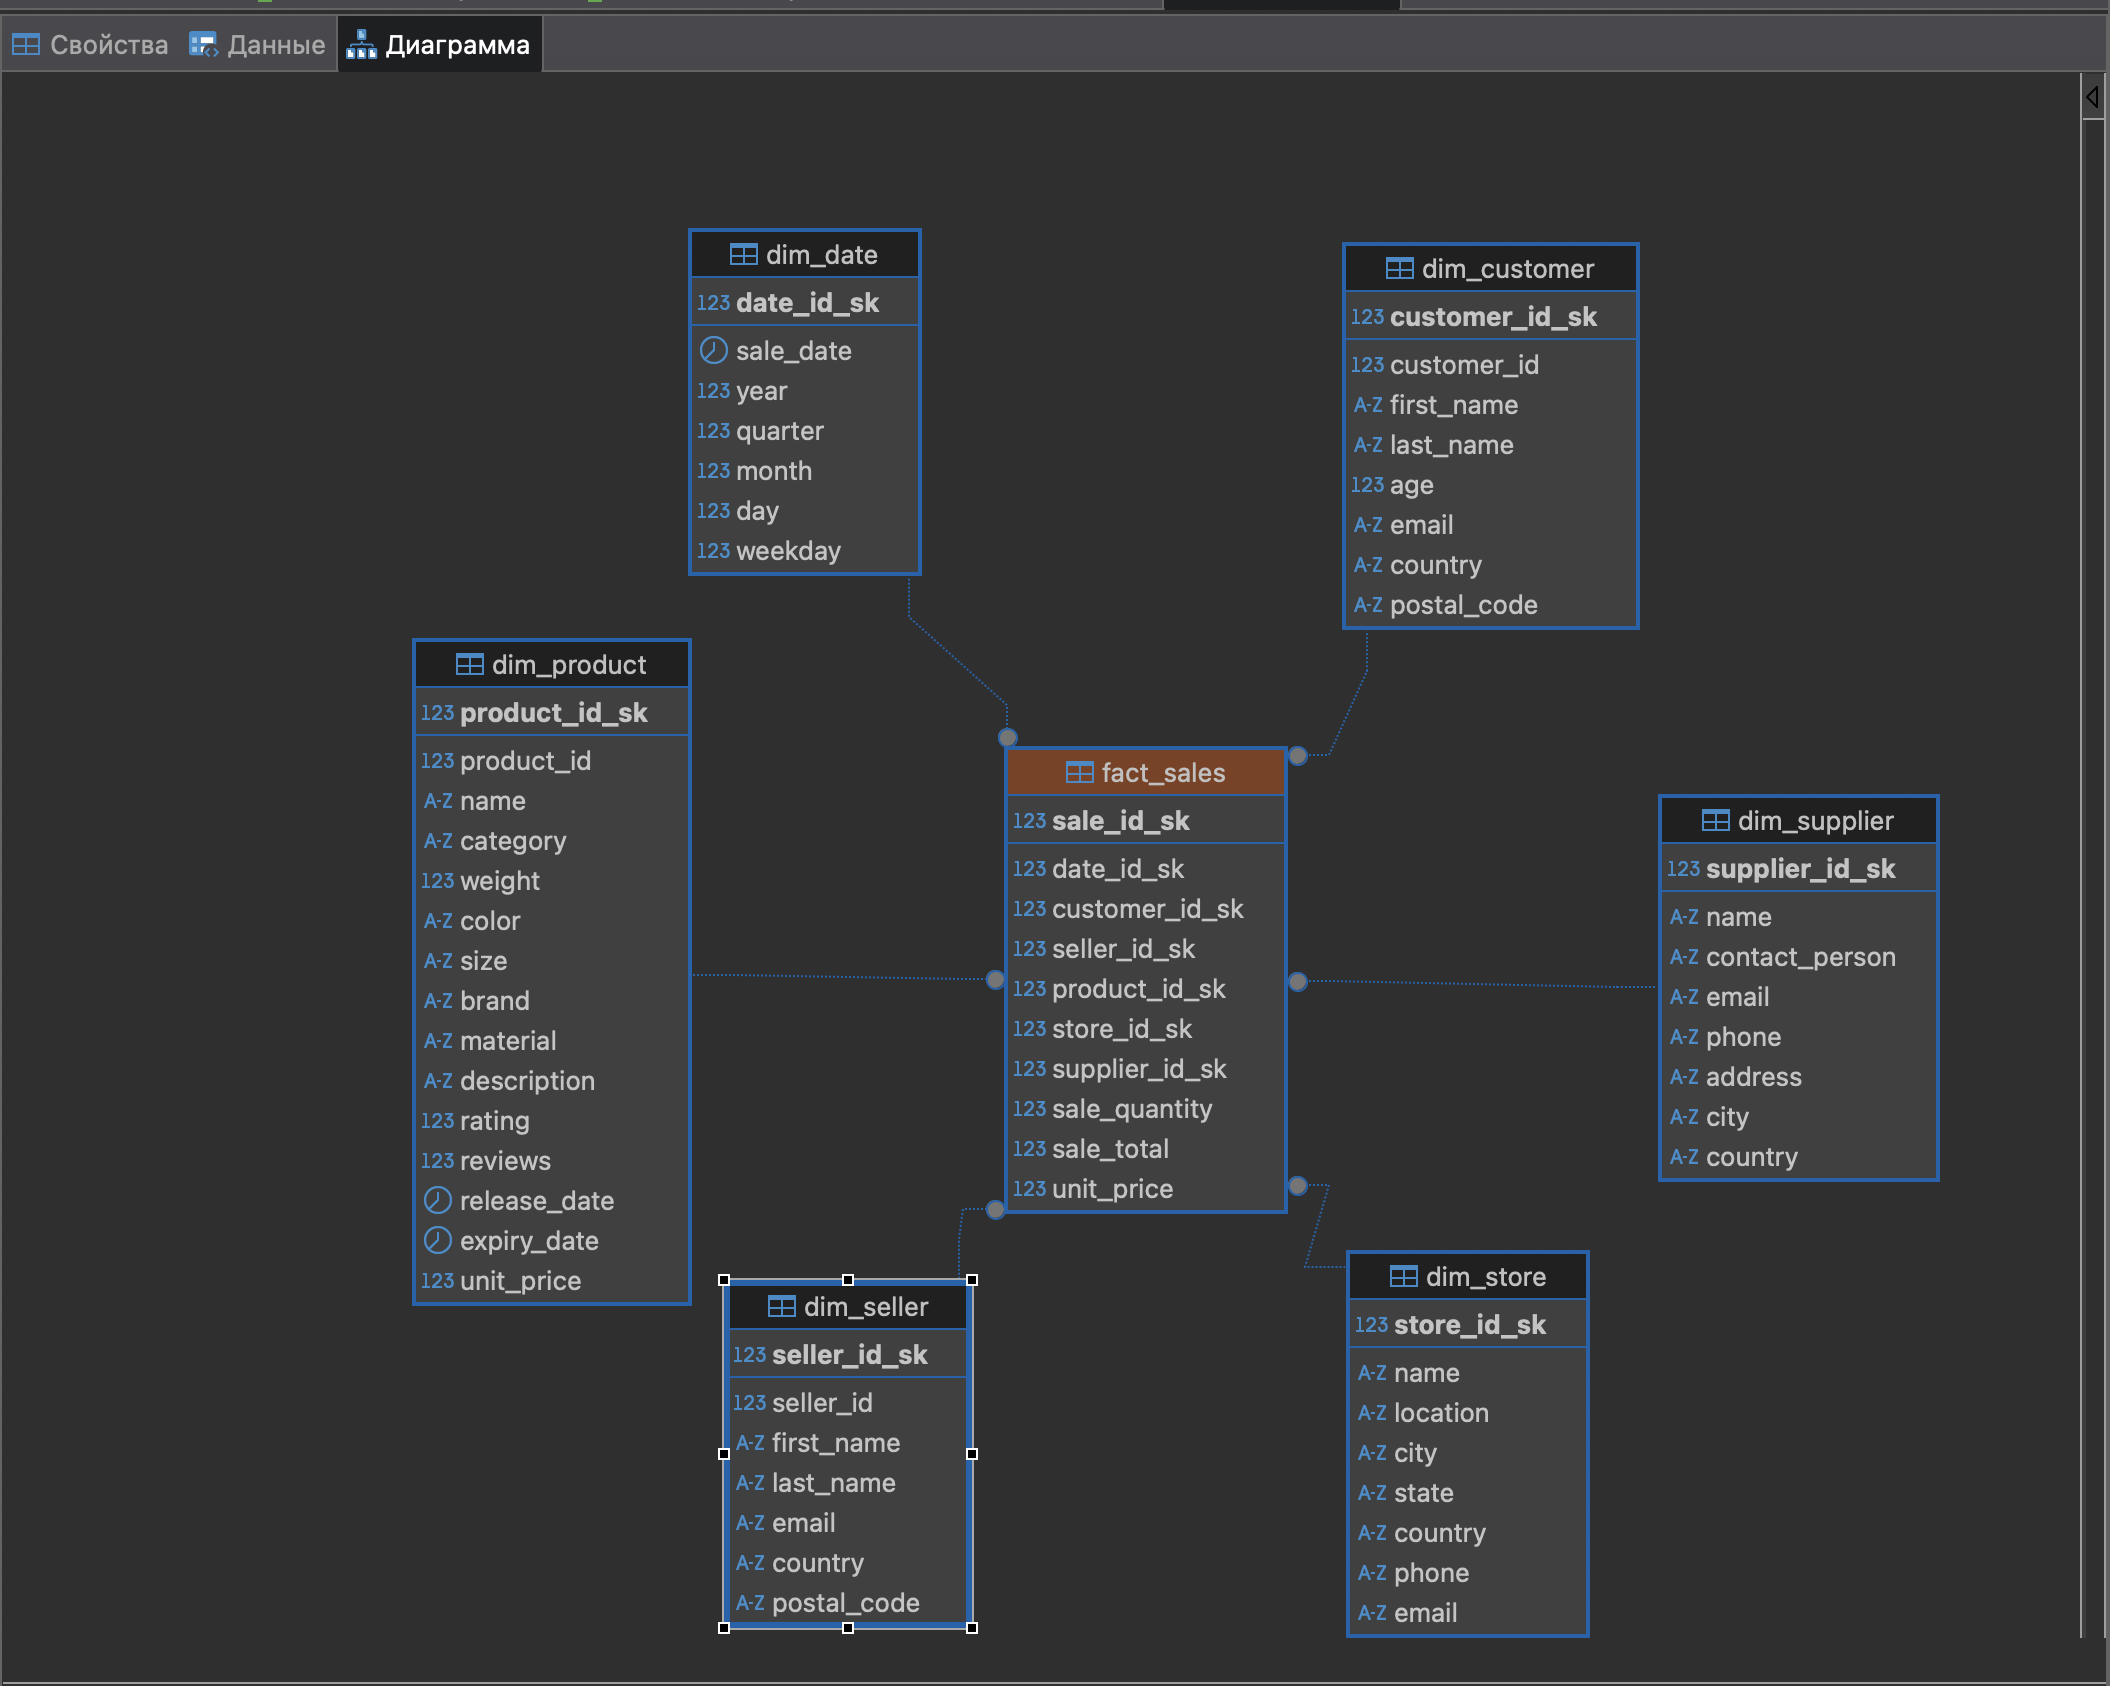 Свойства
Данные
Диаграмма
dim_date
123 date_id_sk
sale_date
123 year
123 quarter
123 month
123 day
123 weekday
dim_customer
123 customer_id_sk
123 customer_id
A-Z first_name
A-Z last_name
123 age
A-Z email
A-Z country
A-Z postal_code
dim_product
123 product_id_sk
123 product_id
A-Z name
A-Z category
123 weight
A-Z color
A-Z size
A-Z brand
A-Z material
A-Z description
123 rating
123 reviews
release_date
expiry_date
123 unit_price
fact_sales
123 sale_id_sk
123 date_id_sk
123 customer_id_sk
123 seller_id_sk
123 product_id_sk
123 store_id_sk
123 supplier_id_sk
123 sale_quantity
123 sale_total
123 unit_price
dim_supplier
123 supplier_id_sk
A-Z name
A-Z contact_person
A-Z email
A-Z phone
A-Z address
A-Z city
A-Z country
dim_seller
123 seller_id_sk
123 seller_id
A-Z first_name
A-Z last_name
A-Z email
A-Z country
A-Z postal_code
dim_store
123 store_id_sk
A-Z name
A-Z location
A-Z city
A-Z state
A-Z country
A-Z phone
A-Z email